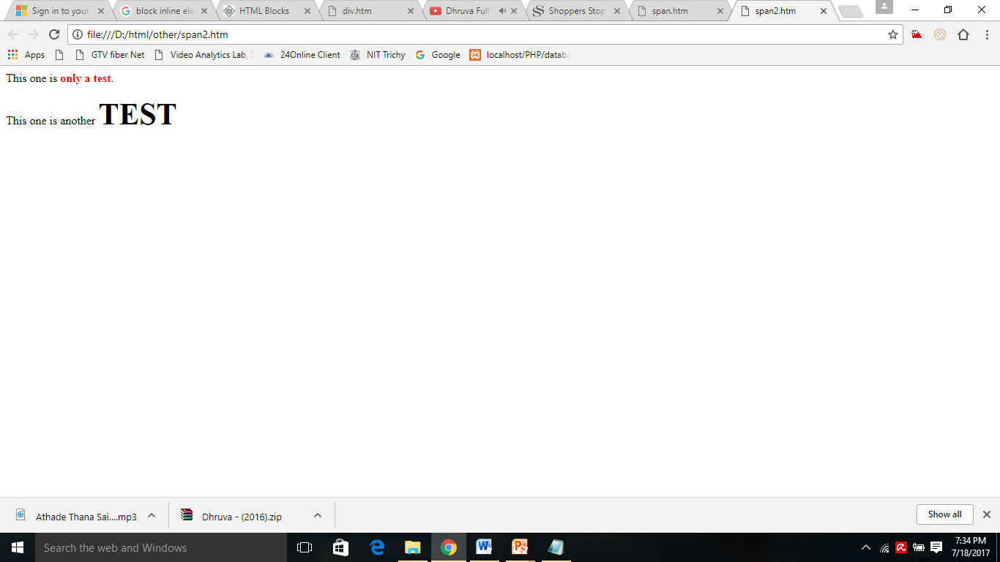 Sign in to your
block inline ele
HTML Blocks
div.htm
Dhruva Full
Shoppers Stop
span.htm
span2.htm
file:///D:/html/other/span2.htm
Apps
GTV fiber Net
Video Analytics Lab,
24Online Client
NIT Trichy
Google
localhost/PHP/databa
This one is only a test.
This one is another TEST
Athade Thana Sai....mp3
Dhruva - (2016).zip
Show all
Search the web and Windows
7:34 PM
7/18/2017